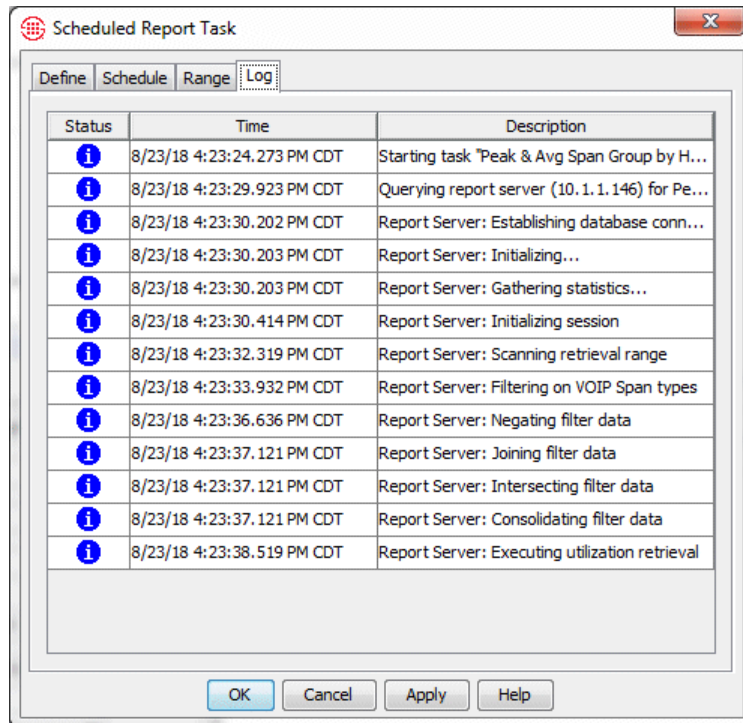 Scheduled Report Task
Define Schedule Range Log
Status Time Description
8/23/18 4:23:24.273 PM CDT Starting task "Peak & Avg Span Group by H...
8/23/18 4:23:29.923 PM CDT Querying report server (10.1.1.146) for Pe...
8/23/18 4:23:30.202 PM CDT Report Server: Establishing database conn...
8/23/18 4:23:30.203 PM CDT Report Server: Initializing...
8/23/18 4:23:30.203 PM CDT Report Server: Gathering statistics...
8/23/18 4:23:30.414 PM CDT Report Server: Initializing session
8/23/18 4:23:32.319 PM CDT Report Server: Scanning retrieval range
8/23/18 4:23:33.932 PM CDT Report Server: Filtering on VOIP Span types
8/23/18 4:23:36.636 PM CDT Report Server: Negating filter data
8/23/18 4:23:37.121 PM CDT Report Server: Joining filter data
8/23/18 4:23:37.121 PM CDT Report Server: Intersecting filter data
8/23/18 4:23:37.121 PM CDT Report Server: Consolidating filter data
8/23/18 4:23:38.519 PM CDT Report Server: Executing utilization retrieval
OK Cancel Apply Help